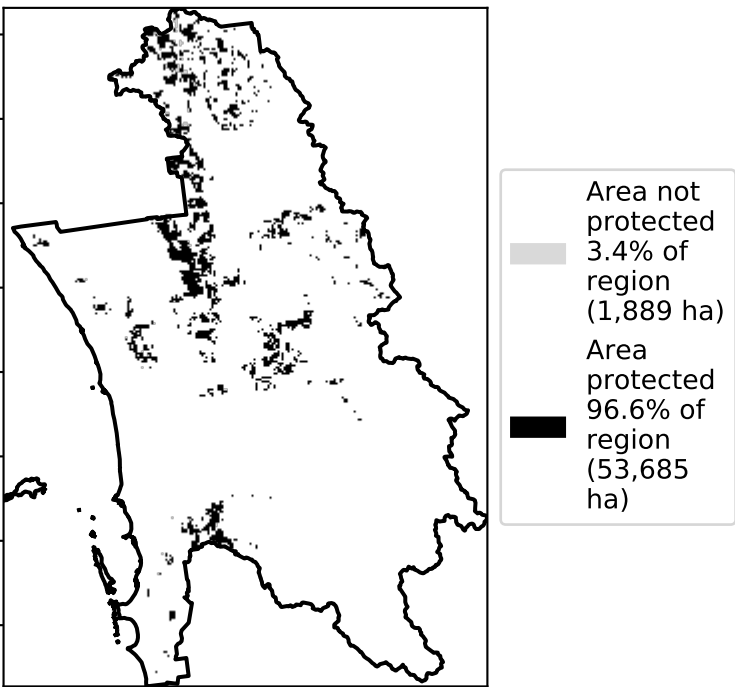 Area not
protected
3.4% of
region
(1,889 ha)
Area
protected
96.6% of
region
(53,685
ha)